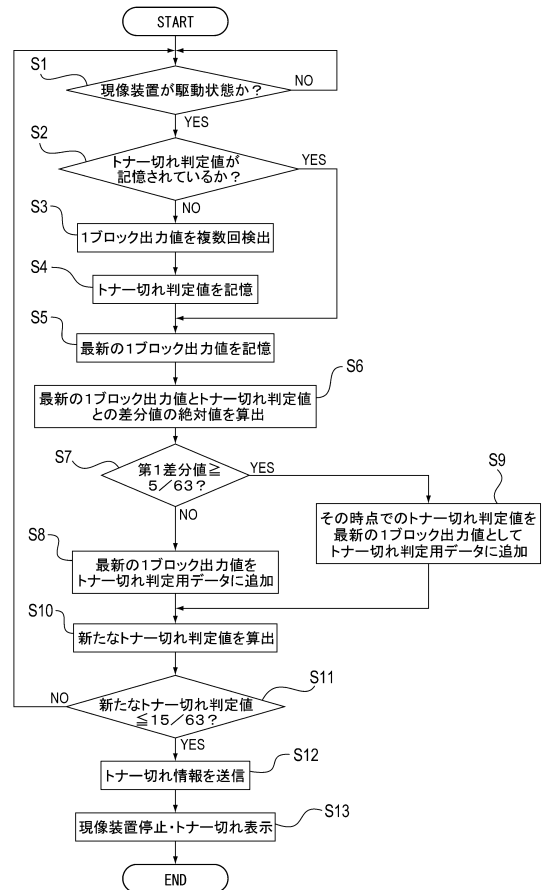 START
S1
現像装置が駆動状態か?
NO
YES
S2
トナー切れ判定値が
記憶されているか?
YES
NO
S3
1ブロック出力値を複数回検出
S4
トナー切れ判定値を記憶
S5
最新の1ブロック出力値を記憶
S6
最新の1ブロック出力値とトナー切れ判定値
との差分値の絶対値を算出
S7
第1差分値≧
5/63?
YES
NO
S9
その時点でのトナー切れ判定値を
最新の1ブロック出力値として
トナー切れ判定用データに追加
S8
最新の1ブロック出力値を
トナー切れ判定用データに追加
S10
新たなトナー切れ判定値を算出
S11
新たなトナー切れ判定値
≦15/63?
NO
YES
S12
トナー切れ情報を送信
S13
現像装置停止・トナー切れ表示
END